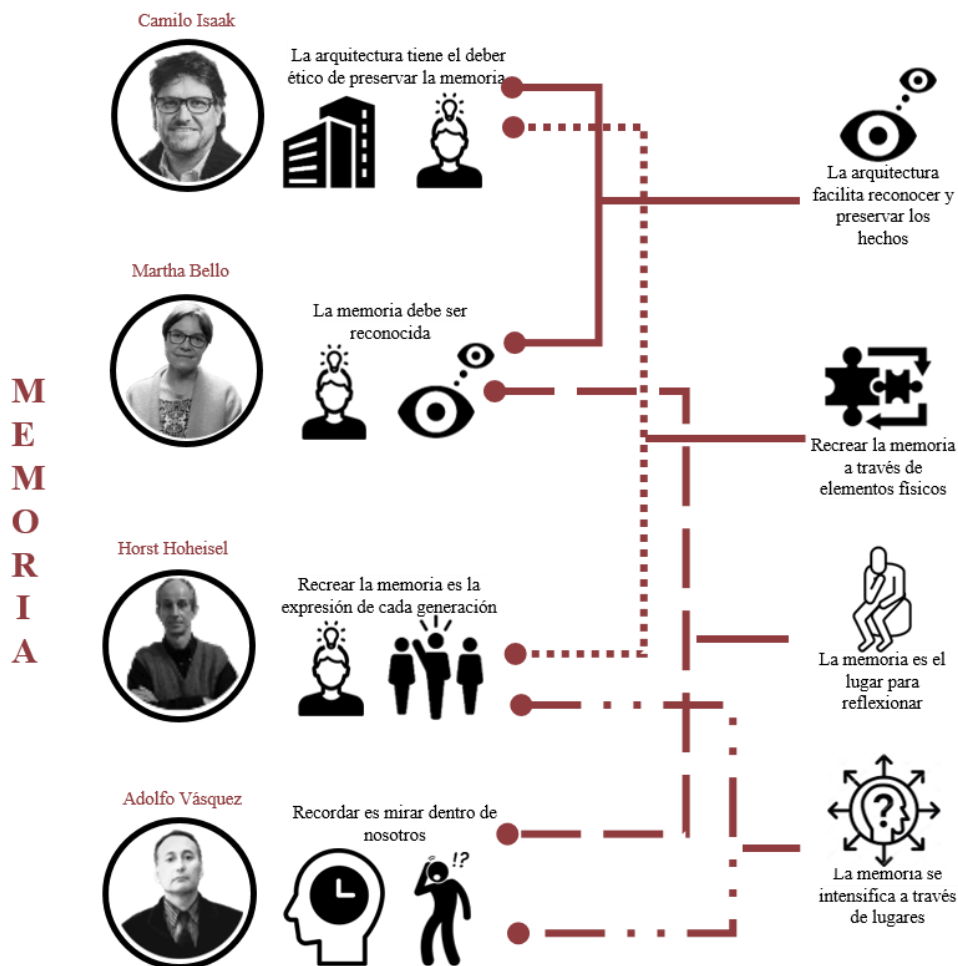 MEMORIA
Camilo Isaak
La arquitectura tiene el deber
ético de preservar la memoria
Martha Bello
La memoria debe ser
reconocida
Horst Hoheisel
Recrear la memoria es la
expresión de cada generación
Adolfo Vásquez
Recordar es mirar dentro de
nosotros
!?
La arquitectura
facilita reconocer y
preservar los
hechos
Recrear la memoria
a través de
elementos físicos
La memoria es el
lugar para
reflexionar
?
La memoria se
intensifica a través
de lugares